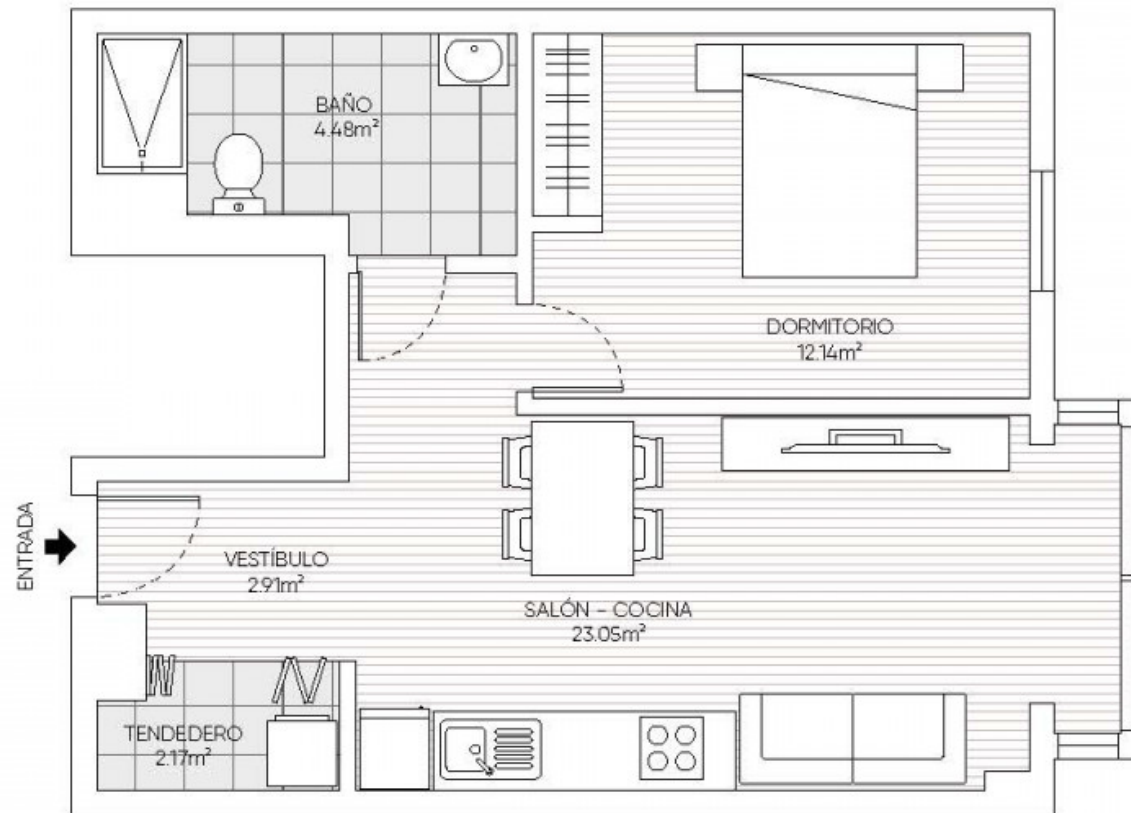 BAÑO
4.48m²
DORMITORIO
12.14m²
ENTRADA
VESTÍBULO
2.91m²
SALÓN - COCINA
23.05m²
TENDEDERO
2.17m²